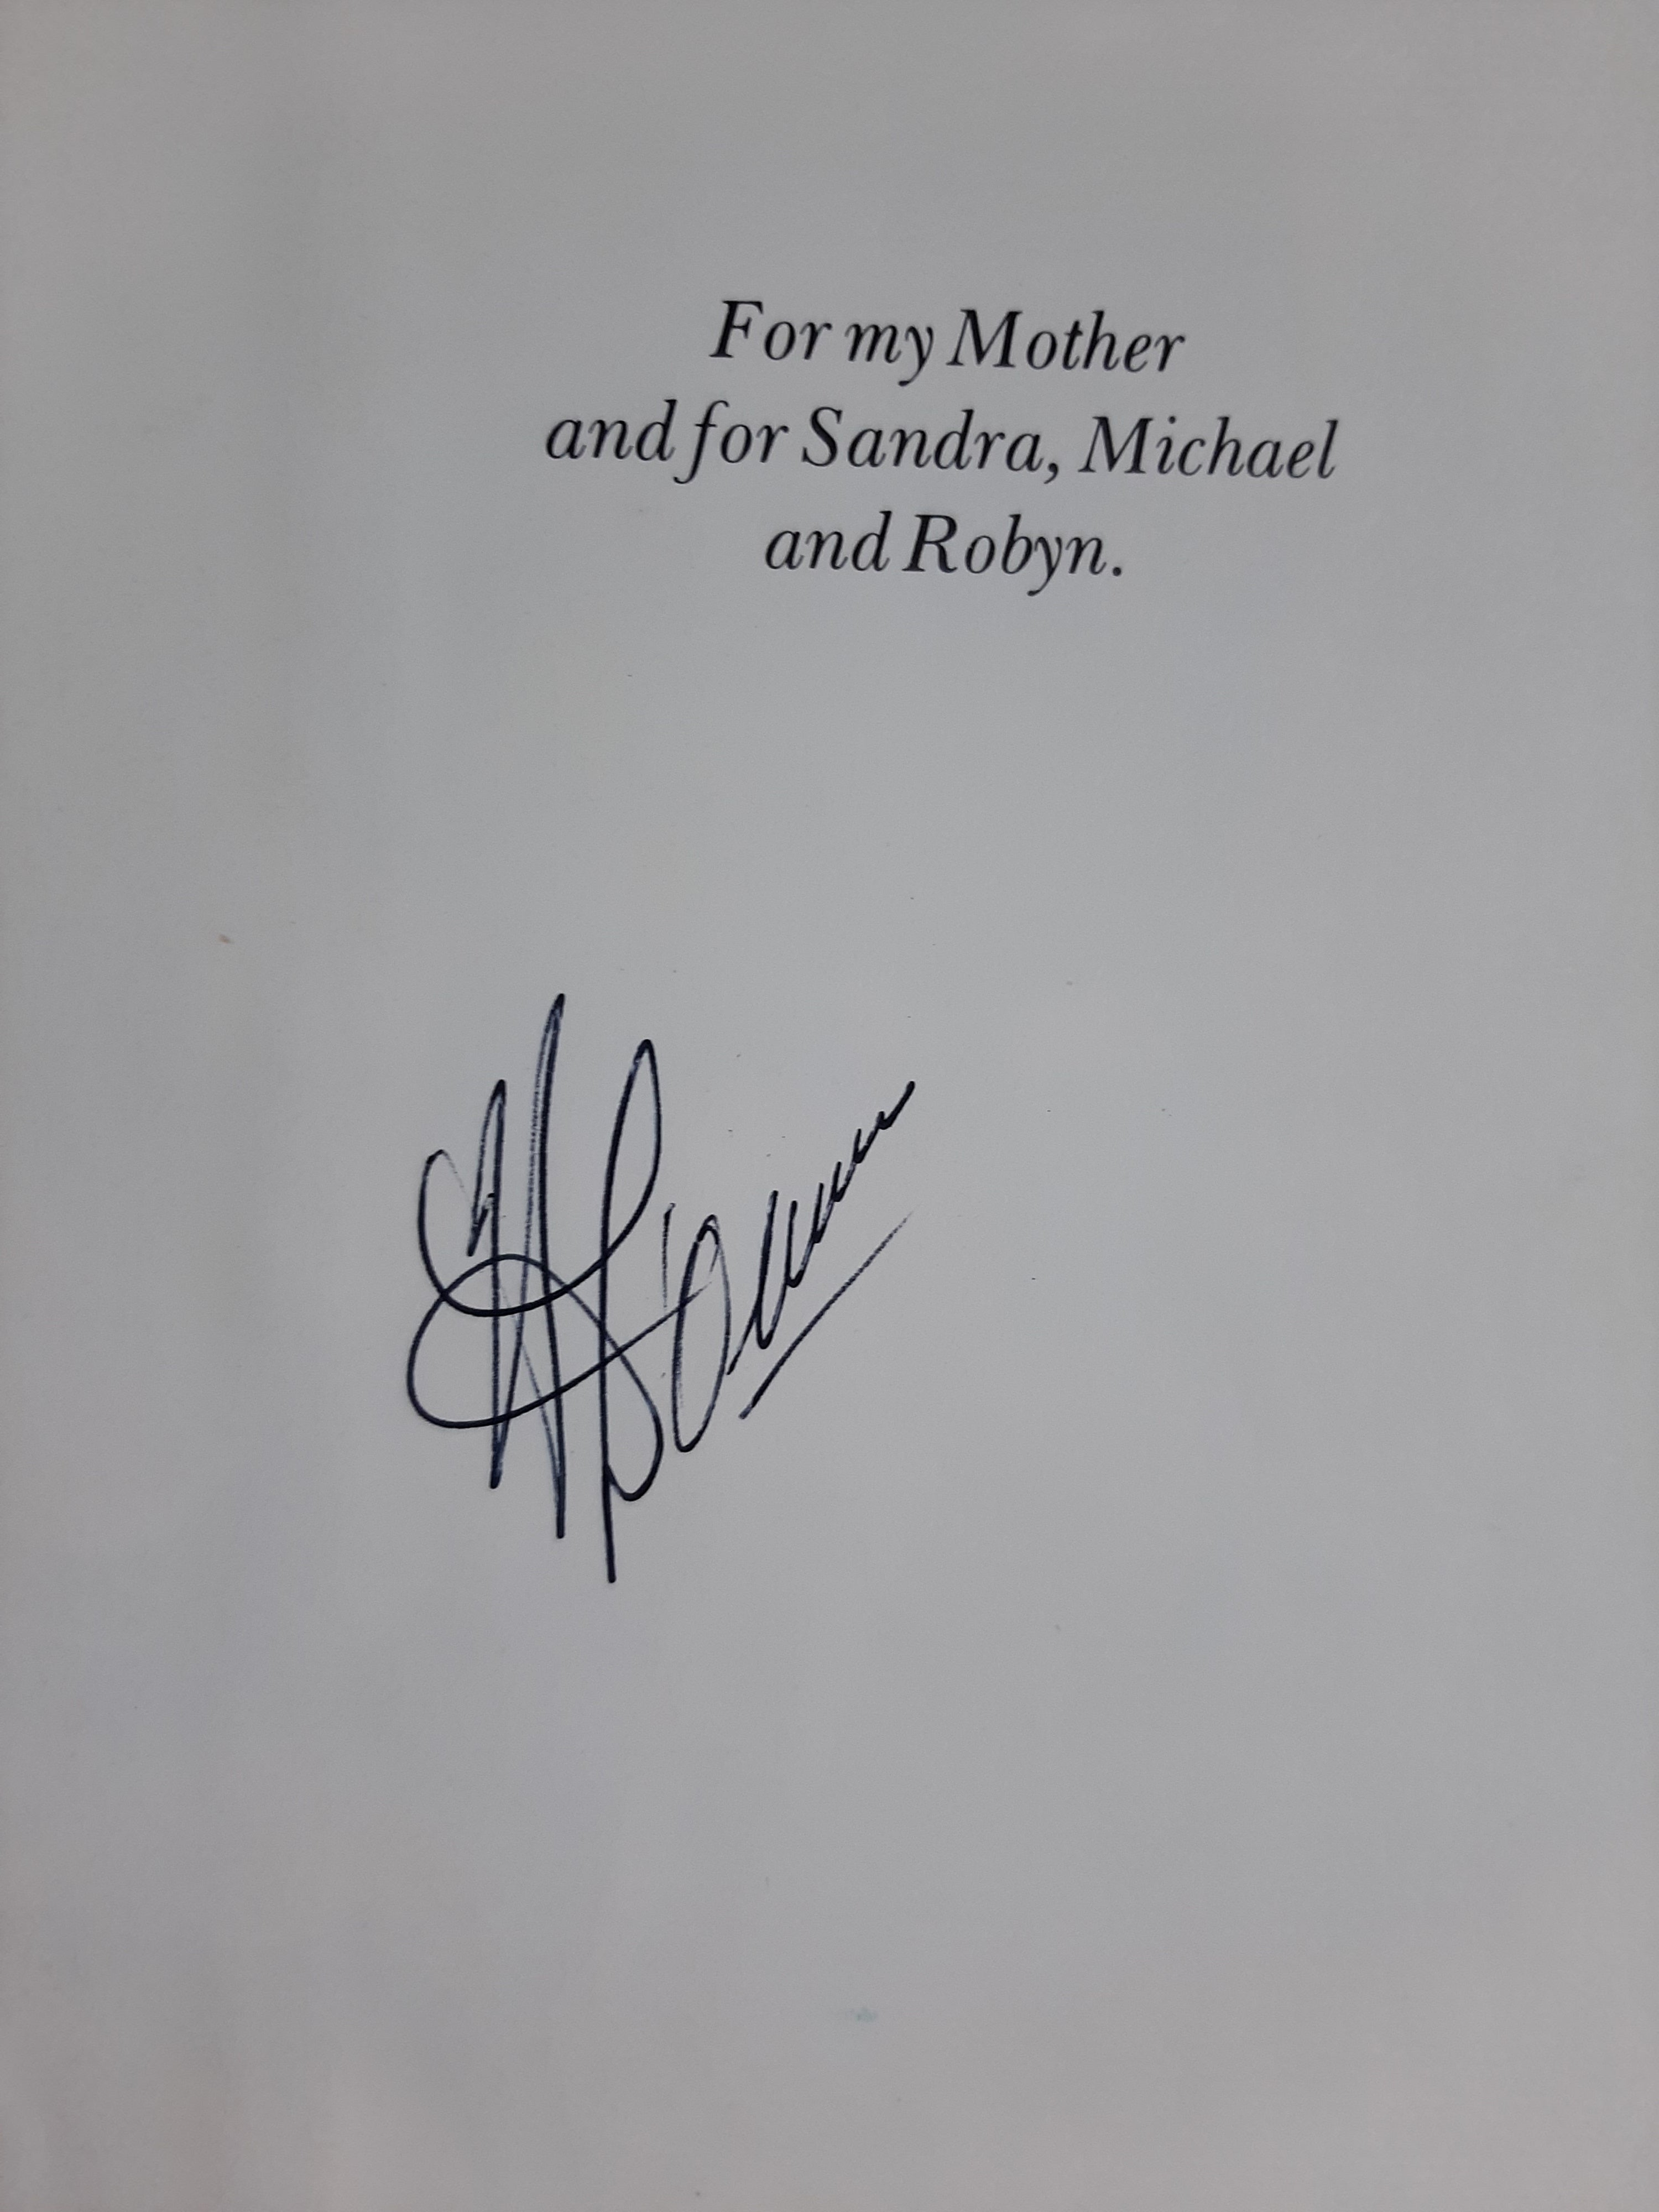 For my Mother
and for Sandra, Michael
and Robyn.